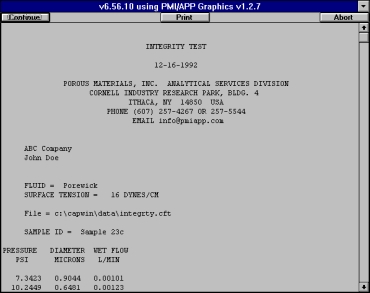 v6.56.10 using PMI/APP Graphics v1.2.7
Continue
Print
Abort
INTEGRITY TEST
12-16-1992
POROUS MATERIALS, INC.  ANALYTICAL SERVICES DIVISION
CORNELL INDUSTRY RESEARCH PARK, BLDG. 4
ITHACA, NY  14850  USA
PHONE (607) 257-4267 OR 257-5544
EMAIL info@pmiapp.com
ABC Company
John Doe
FLUID =  Porewick
SURFACE TENSION =   16 DYNES/CM
File = c:\capwin\data\integrty.cft
SAMPLE ID =  Sample 23c
PRESSURE  DIAMETER  WET FLOW
PSI  MICRONS  L/MIN
7.3423  0.9044  0.00101
10.2449  0.6481  0.00123